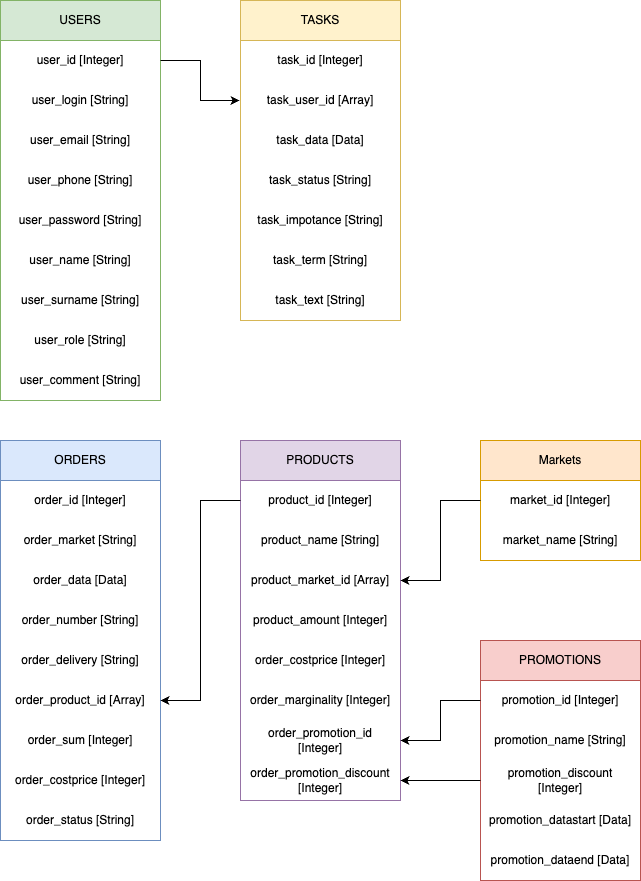 USERS
user_id [Integer]
user_login [String]
user_email [String]
user_phone [String]
user_password [String]
user_name [String]
user_surname [String]
user_role [String]
user_comment [String]
TASKS
task_id [Integer]
task_user_id [Array]
task_data [Data]
task_status [String]
task_impotance [String]
task_term [String]
task_text [String]
ORDERS
order_id [Integer]
order_market [String]
order_data [Data]
order_number [String]
order_delivery [String]
order_product_id [Array]
order_sum [Integer]
order_costprice [Integer]
order_status [String]
PRODUCTS
product_id [Integer]
product_name [String]
product_market_id [Array]
product_amount [Integer]
order_costprice [Integer]
order_marginality [Integer]
order_promotion_id
[Integer]
order_promotion_discount
[Integer]
Markets
market_id [Integer]
market_name [String]
PROMOTIONS
promotion_id [Integer]
promotion_name [String]
promotion_discount
[Integer]
promotion_datastart [Data]
promotion_dataend [Data]